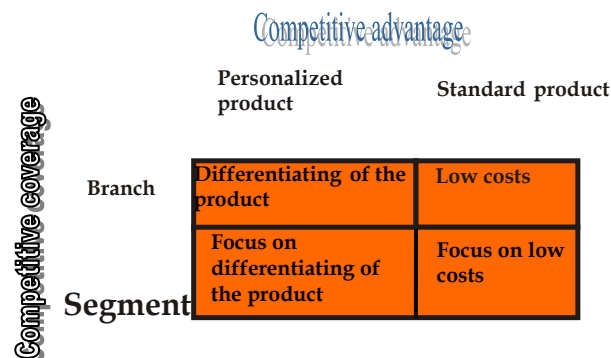 Competitive advantage
Personalized
product
Standard product
Competitive coverage
Branch
Differentiating of the
product
Low costs
Segment
Focus on
differentiating of
the product
Focus on low
costs